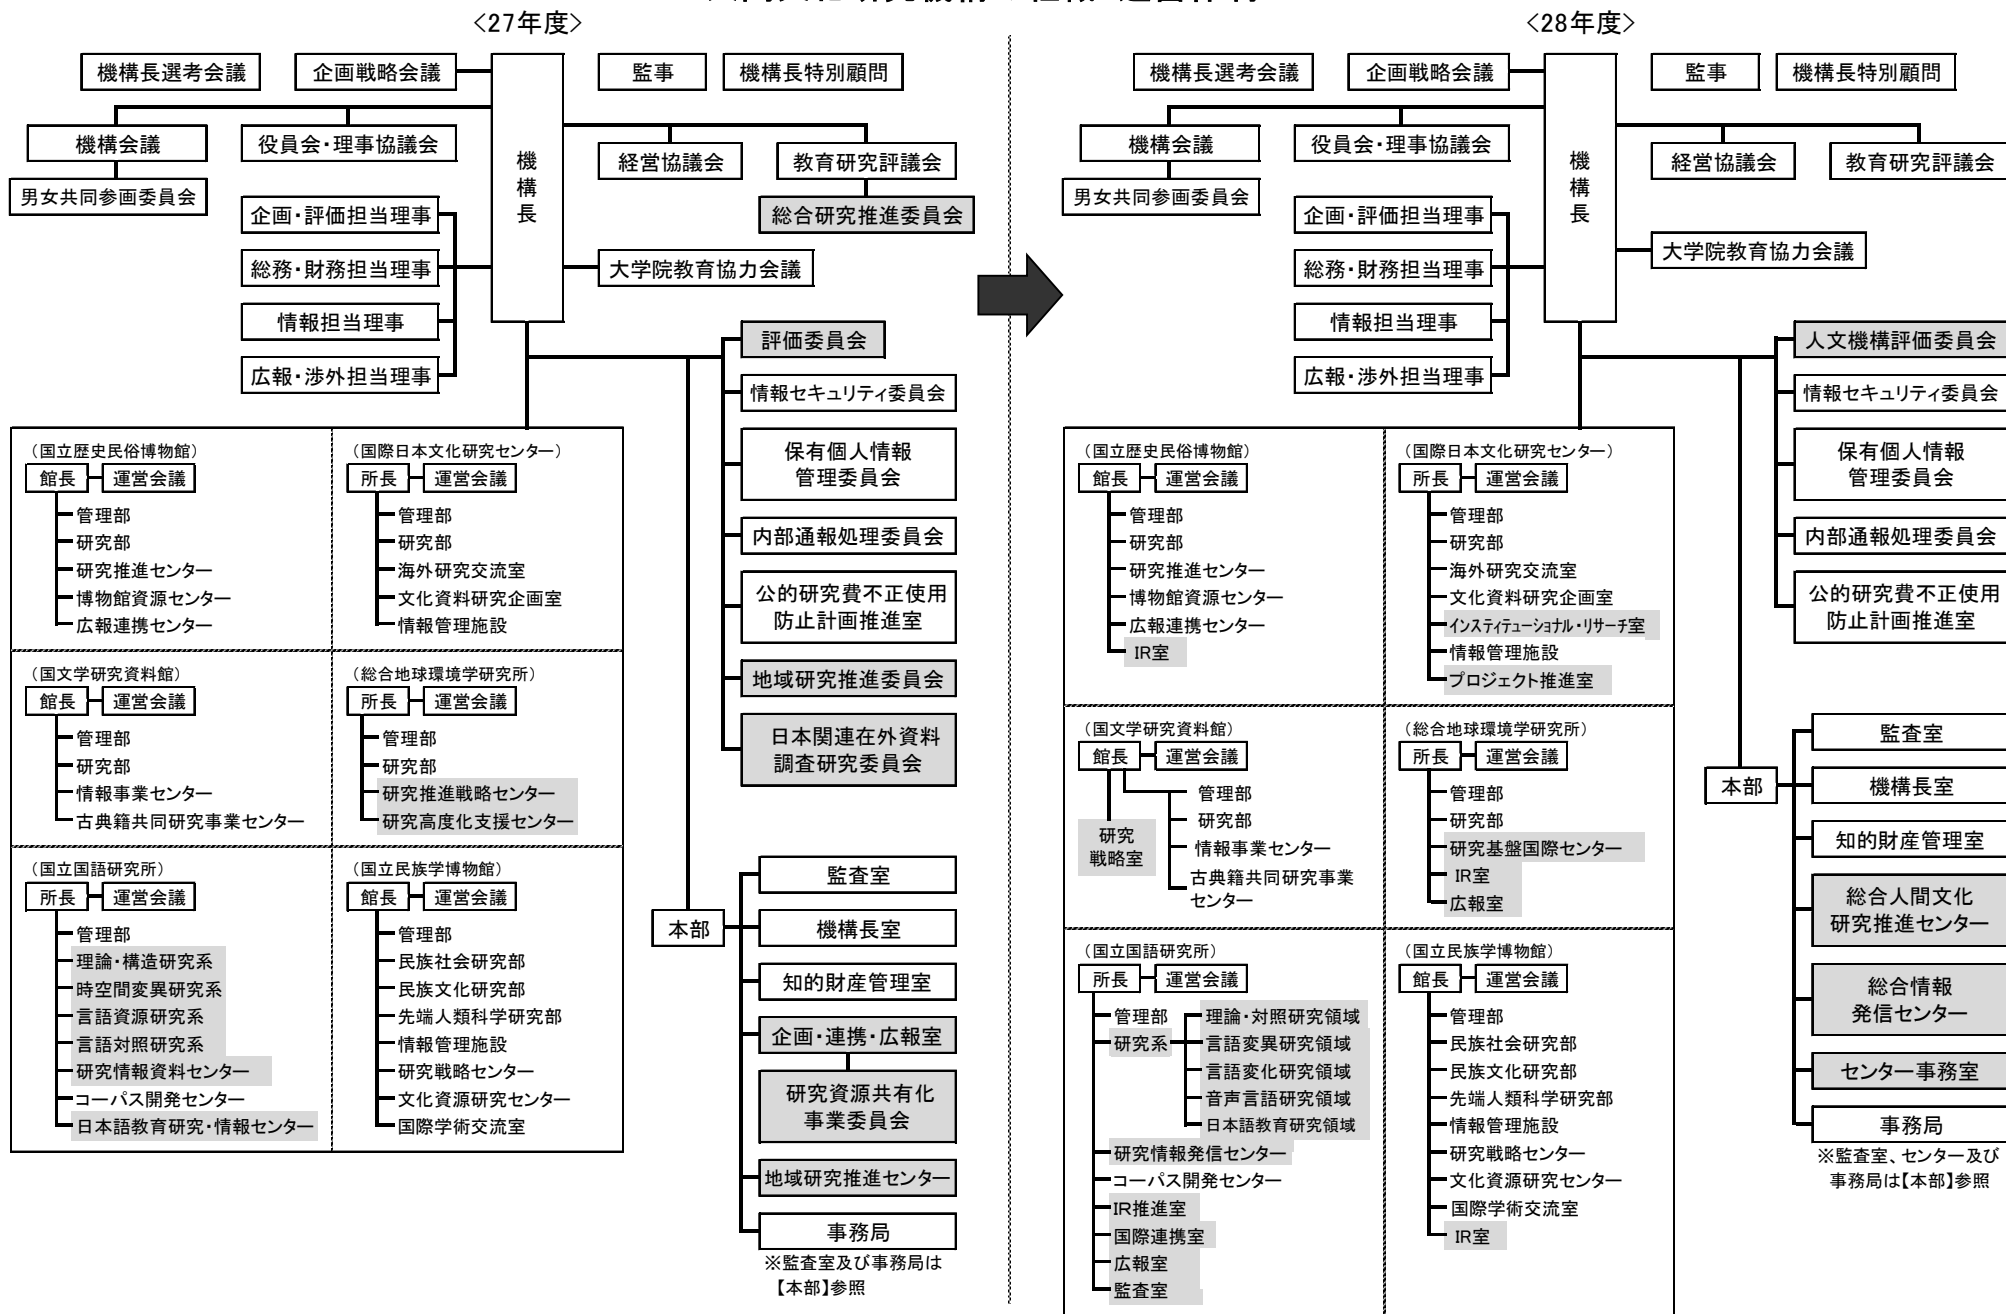 <27年度>
機構長選考会議
企画戦略会議
監事
機構長特別顧問
機構会議
役員会・理事協議会
機構長
経営協議会
教育研究評議会
男女共同参画委員会
総合研究推進委員会
企画・評価担当理事
総務・財務担当理事
大学院教育協力会議
情報担当理事
広報・渉外担当理事
評価委員会
情報セキュリティ委員会
保有個人情報
管理委員会
内部通報処理委員会
公的研究費不正使用
防止計画推進室
地域研究推進委員会
日本関連在外資料
調査研究委員会
(国立歴史民俗博物館)
館長
運営会議
管理部
研究部
研究推進センター
博物館資源センター
広報連携センター
(国際日本文化研究センター)
所長
運営会議
管理部
研究部
海外研究交流室
文化資料研究企画室
情報管理施設
(国文学研究資料館)
館長
運営会議
管理部
研究部
情報事業センター
古典籍共同研究事業センター
(総合地球環境学研究所)
所長
運営会議
管理部
研究部
研究推進戦略センター
研究高度化支援センター
(国立国語研究所)
所長
運営会議
管理部
理論・構造研究系
時空間変異研究系
言語資源研究系
言語対照研究系
研究情報資料センター
コーパス開発センター
日本語教育研究・情報センター
(国立民族学博物館)
館長
運営会議
管理部
民族社会研究部
民族文化研究部
先端人類科学研究部
情報管理施設
研究戦略センター
文化資源研究センター
国際学術交流室
本部
監査室
機構長室
知的財産管理室
企画・連携・広報室
研究資源共有化
事業委員会
地域研究推進センター
事務局
※監査室及び事務局は
【本部】参照
<28年度>
機構長選考会議
企画戦略会議
監事
機構長特別顧問
機構会議
役員会・理事協議会
機構長
経営協議会
教育研究評議会
男女共同参画委員会
企画・評価担当理事
総務・財務担当理事
大学院教育協力会議
情報担当理事
広報・渉外担当理事
人文機構評価委員会
情報セキュリティ委員会
保有個人情報
管理委員会
内部通報処理委員会
公的研究費不正使用
防止計画推進室
(国立歴史民俗博物館)
館長
運営会議
管理部
研究部
研究推進センター
博物館資源センター
広報連携センター
IR室
(国際日本文化研究センター)
所長
運営会議
管理部
研究部
海外研究交流室
文化資料研究企画室
インスティテューショナル・リサーチ室
情報管理施設
プロジェクト推進室
(国文学研究資料館)
館長
運営会議
管理部
研究部
研究
戦略室
情報事業センター
古典籍共同研究事業
センター
(総合地球環境学研究所)
所長
運営会議
管理部
研究部
研究基盤国際センター
IR室
広報室
(国立国語研究所)
所長
運営会議
管理部
研究系
理論・対照研究領域
言語変異研究領域
言語変化研究領域
音声言語研究領域
日本語教育研究領域
研究情報発信センター
コーパス開発センター
IR推進室
国際連携室
広報室
監査室
(国立民族学博物館)
館長
運営会議
管理部
民族社会研究部
民族文化研究部
先端人類科学研究部
情報管理施設
研究戦略センター
文化資源研究センター
国際学術交流室
IR室
本部
監査室
機構長室
知的財産管理室
総合人間文化
研究推進センター
総合情報
発信センター
センター事務室
事務局
※監査室、センター及び
事務局は【本部】参照